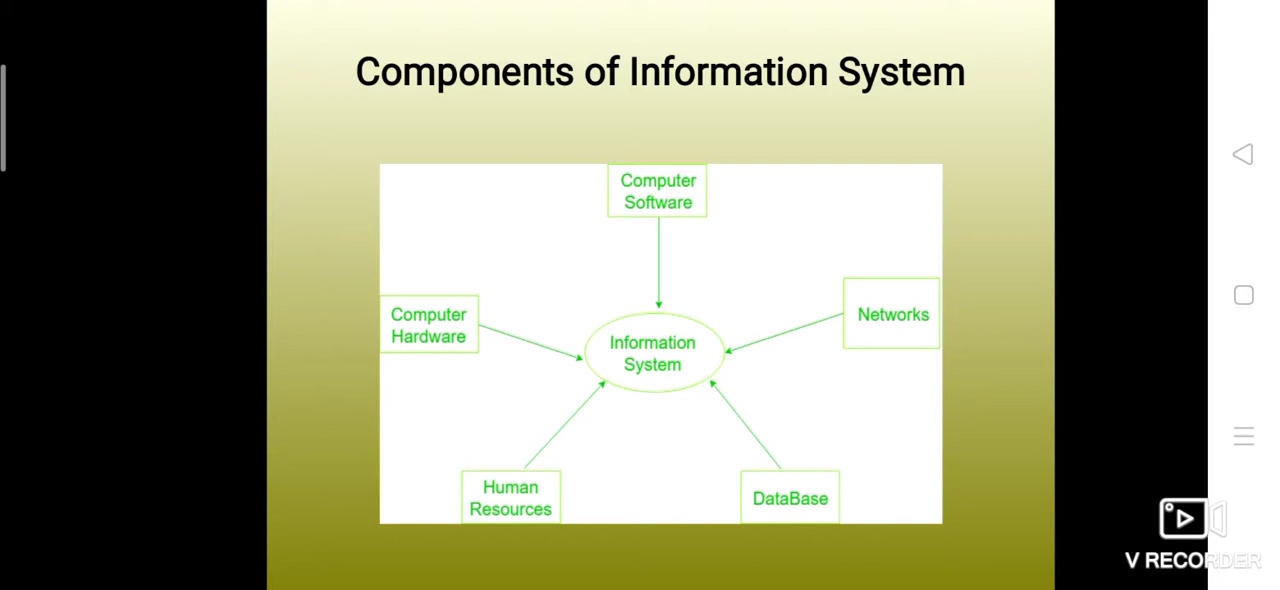 Components of Information System
Computer
Software
Computer
Hardware
Networks
Information
System
Human
Resources
DataBase
V RECORDER